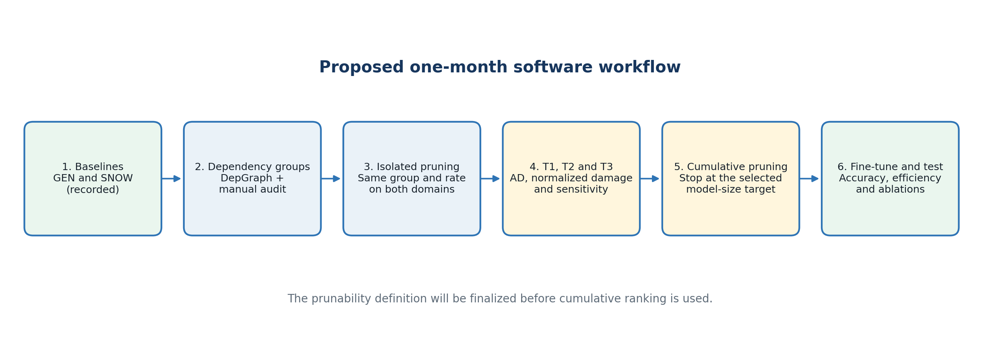 Proposed one-month software workflow
1. Baselines
GEN and SNOW
(recorded)
2. Dependency groups
DepGraph +
manual audit
3. Isolated pruning
Same group and rate
on both domains
4. T1, T2 and T3
AD, normalized damage
and sensitivity
5. Cumulative pruning
Stop at the selected
model-size target
6. Fine-tune and test
Accuracy, efficiency
and ablations
The prunability definition will be finalized before cumulative ranking is used.